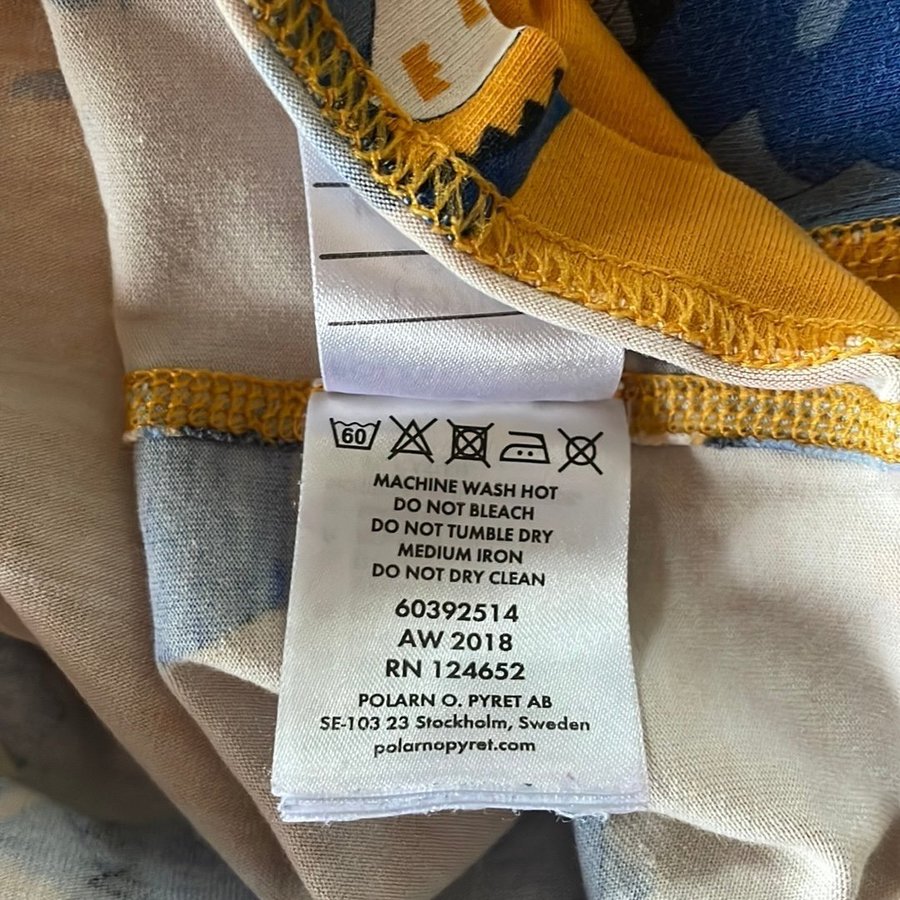 60
MACHINE WASH HOT
DO NOT BLEACH
DO NOT TUMBLE DRY
MEDIUM IRON
DO NOT DRY CLEAN
60392514
AW 2018
RN 124652
POLARN O. PYRET AB
SE-103 23 Stockholm, Sweden
polarnopyret.com